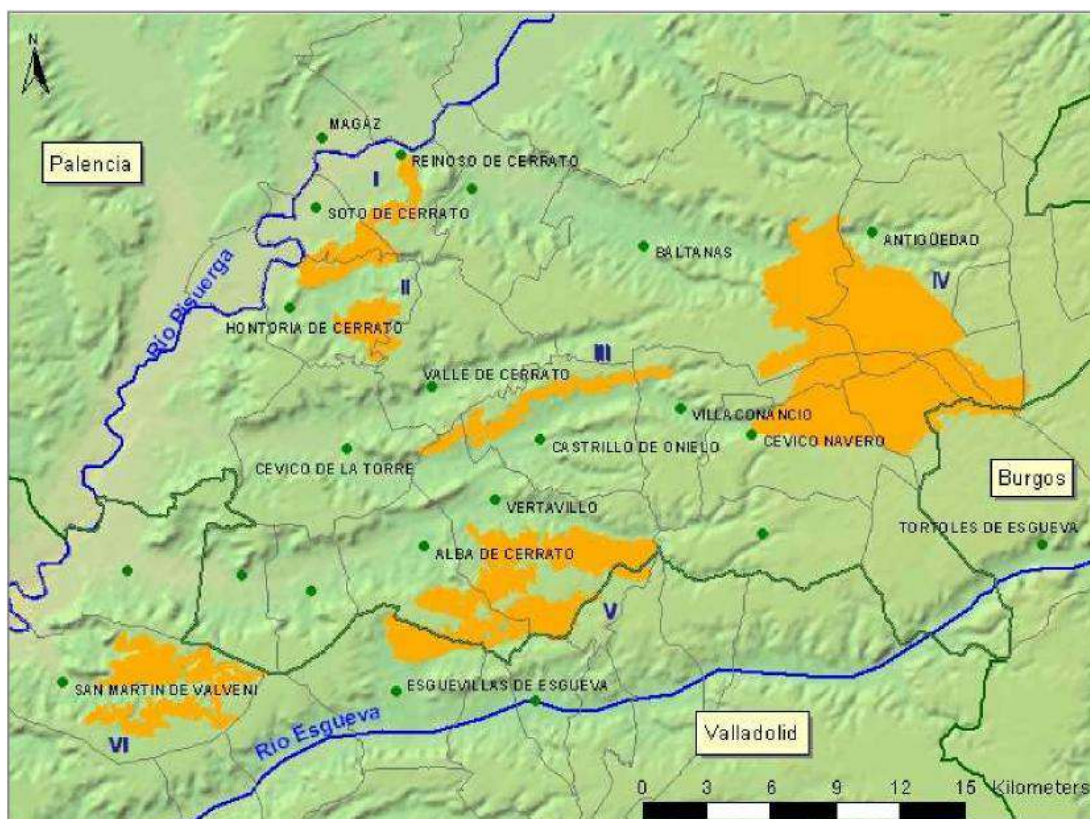 N
MAGAZ
Palencia
REINOSO DE CERRATO
I
SOTO DE CERRATO
ANTIGÜEDAD
BALTANAS
Río Pisuerga
II
IV
HONTORIA DE CERRATO
III
VALLE DE CERRATO
VILLACONANCIO
CASTRILLO DE ONIELO
CEVICO NAVERO
CEVICO DE LA TORRE
Burgos
VERTAVILLO
TORTOLES DE ESGUEVA
ALBA DE CERRATO
V
SAN MARTIN DE VALVENI
ESGUEVILLAS DE ESGUEVA
Río Esgueva
VI
Valladolid
0 3 6 9 12 15 Kilometers